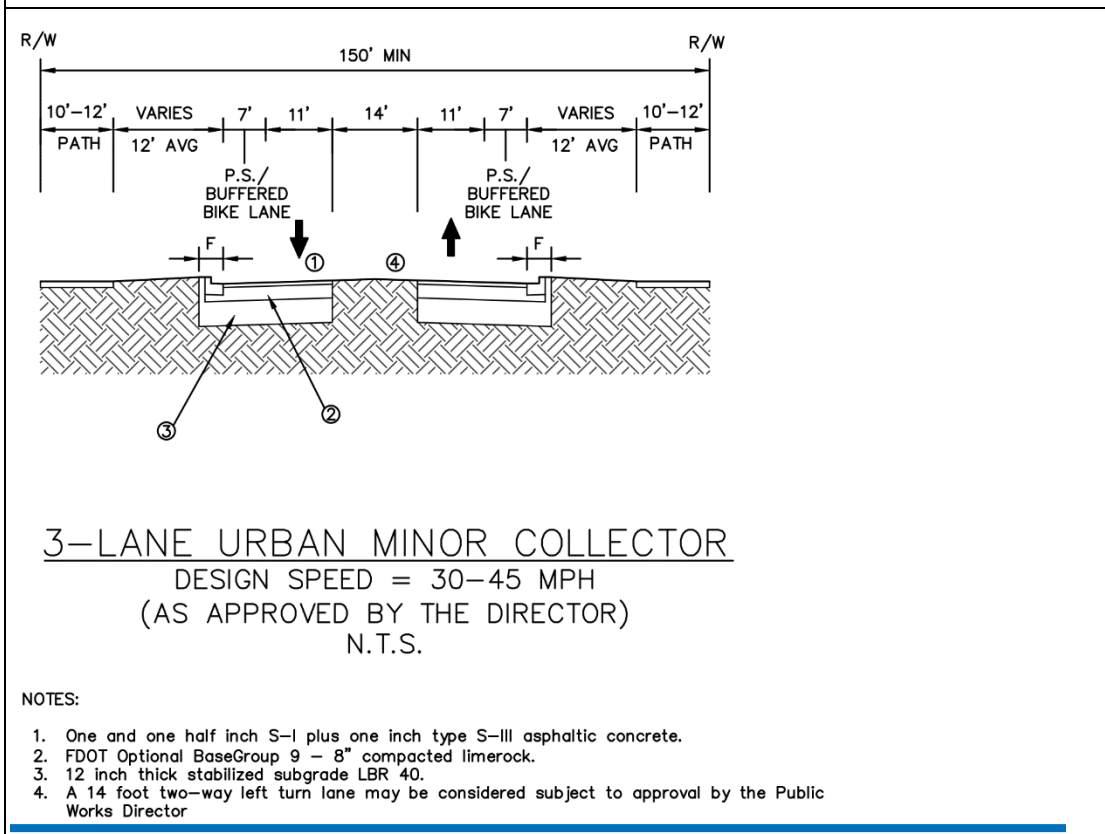 R/W R/W
150' MIN
10'-12' VARIES 7' 11' 14' 11' 7' VARIES 10'-12'
PATH 12' AVG 12' AVG PATH
P.S./ P.S./
BUFFERED BUFFERED
BIKE LANE BIKE LANE
F F
① ④
②
③
3-LANE URBAN MINOR COLLECTOR
DESIGN SPEED = 30-45 MPH
(AS APPROVED BY THE DIRECTOR)
N.T.S.
NOTES:
1. One and one half inch S-I plus one inch type S-III asphaltic concrete.
2. FDOT Optional BaseGroup 9 - 8" compacted limerock.
3. 12 inch thick stabilized subgrade LBR 40.
4. A 14 foot two-way left turn lane may be considered subject to approval by the Public
Works Director